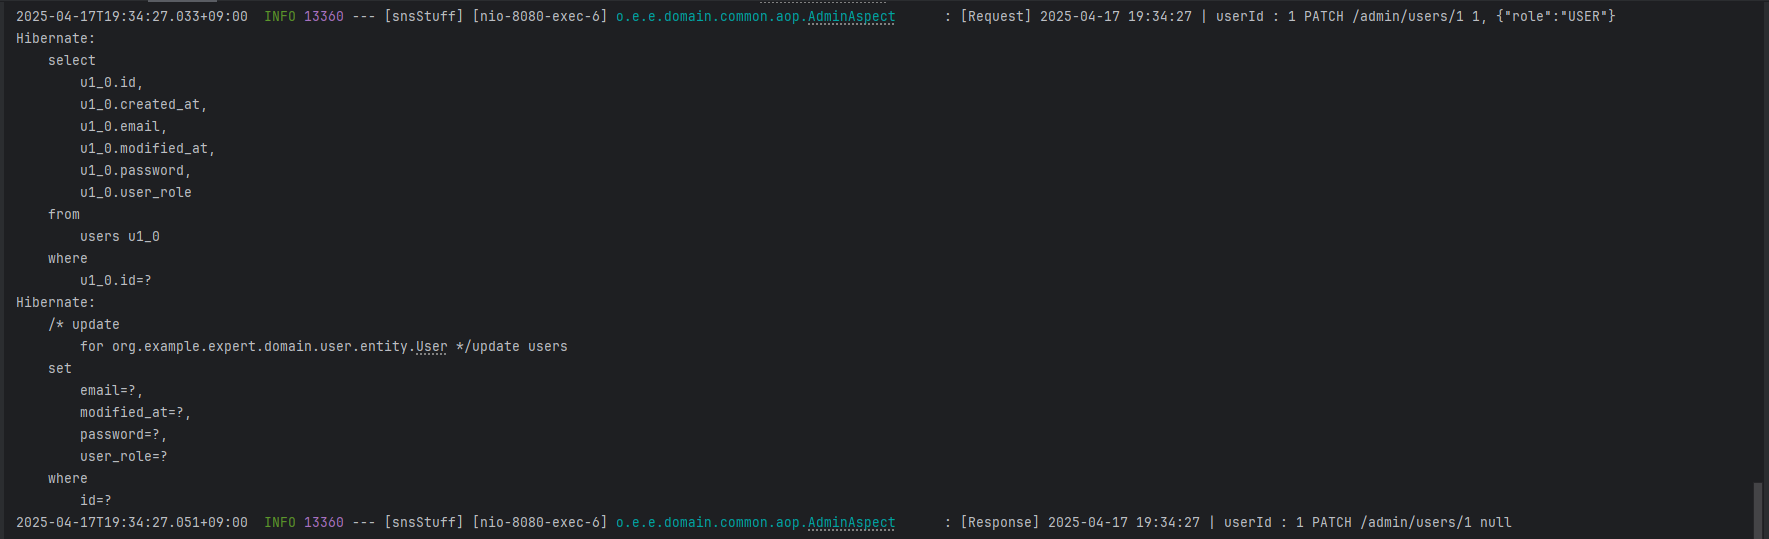 2025-04-17T19:34:27.033+09:00  INFO 13360 --- [snsStuff] [nio-8080-exec-6] o.e.e.domain.common.aop.AdminAspect      : [Request] 2025-04-17 19:34:27 | userId : 1 PATCH /admin/users/1 1, {"role":"USER"}
Hibernate:
    select
        u1_0.id,
        u1_0.created_at,
        u1_0.email,
        u1_0.modified_at,
        u1_0.password,
        u1_0.user_role
    from
        users u1_0
    where
        u1_0.id=?
Hibernate:
    /* update
        for org.example.expert.domain.user.entity.User */update users
    set
        email=?,
        modified_at=?,
        password=?,
        user_role=?
    where
        id=?
2025-04-17T19:34:27.051+09:00  INFO 13360 --- [snsStuff] [nio-8080-exec-6] o.e.e.domain.common.aop.AdminAspect      : [Response] 2025-04-17 19:34:27 | userId : 1 PATCH /admin/users/1 null